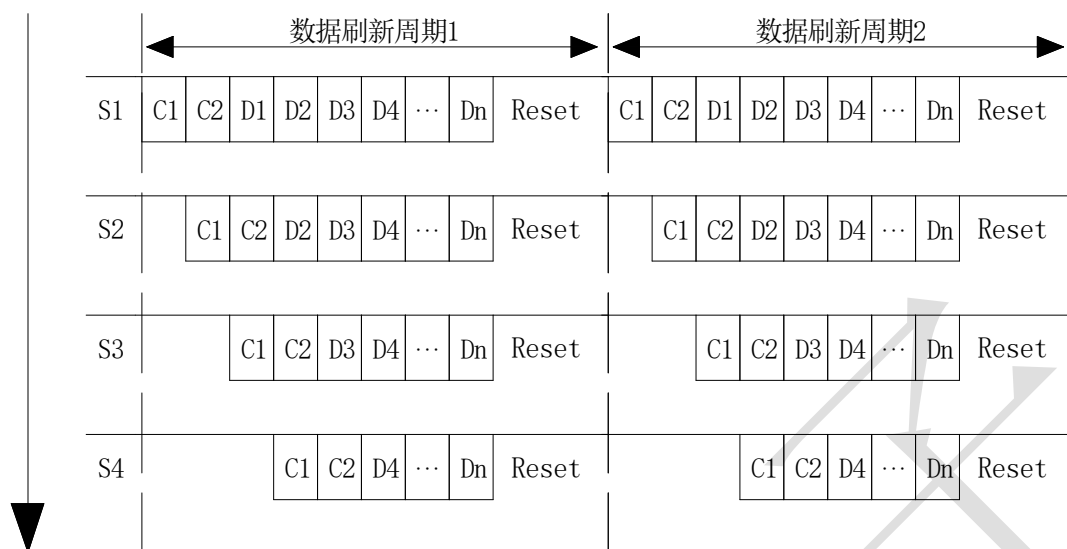 数据刷新周期1 数据刷新周期2
S1 C1 C2 D1 D2 D3 D4 … Dn Reset C1 C2 D1 D2 D3 D4 … Dn Reset
S2 C1 C2 D2 D3 D4 … Dn Reset C1 C2 D2 D3 D4 … Dn Reset
S3 C1 C2 D3 D4 … Dn Reset C1 C2 D3 D4 … Dn Reset
S4 C1 C2 D4 … Dn Reset C1 C2 D4 … Dn Reset